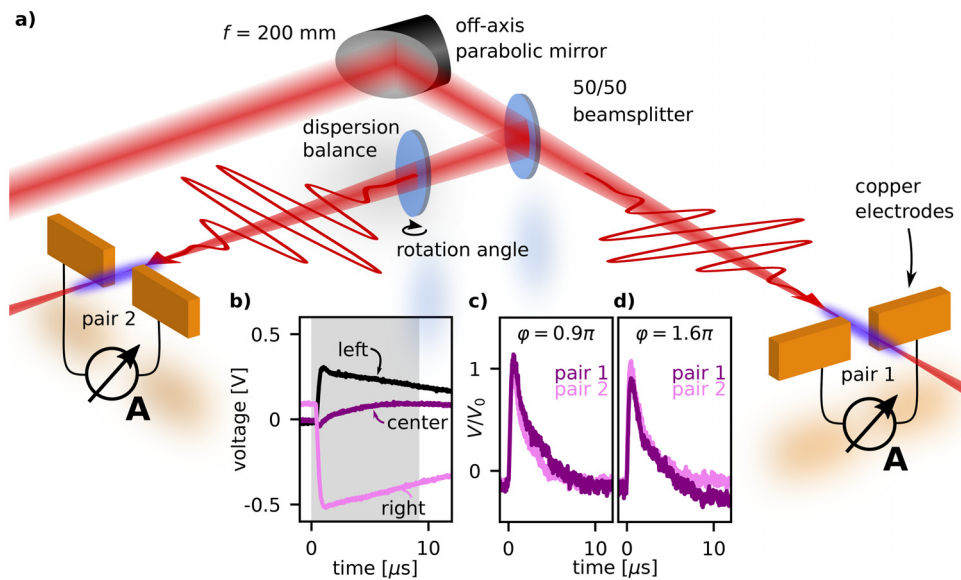 a)
f = 200 mm
off-axis
parabolic mirror
50/50
beamsplitter
dispersion
balance
copper
electrodes
rotation angle
pair 2
A
pair 1
A
b)
voltage [V]
0.5
0
-0.5
left
center
right
0
10
time [μs]
c)
V/V0
1
0
φ = 0.9π
pair 1
pair 2
0
d)
φ = 1.6π
pair 1
pair 2
0
10
time [μs]